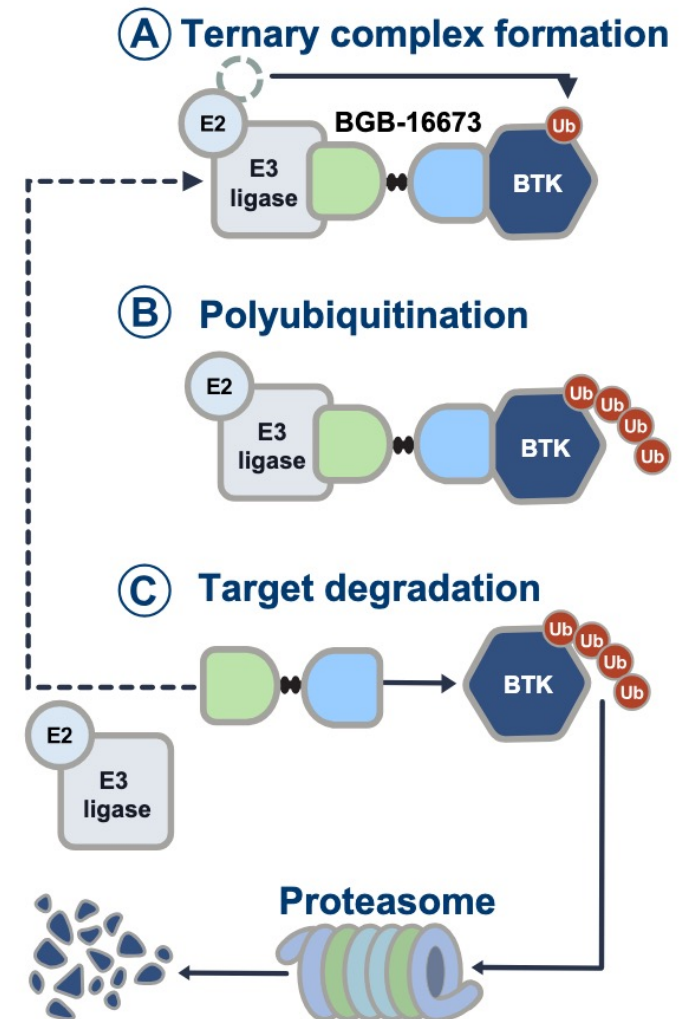 A Ternary complex formation
E2
BGB-16673
Ub
E3
ligase
BTK
B Polyubiquitination
E2
Ub
Ub
Ub
Ub
E3
ligase
BTK
C Target degradation
Ub
Ub
Ub
Ub
BTK
E2
E3
ligase
Proteasome